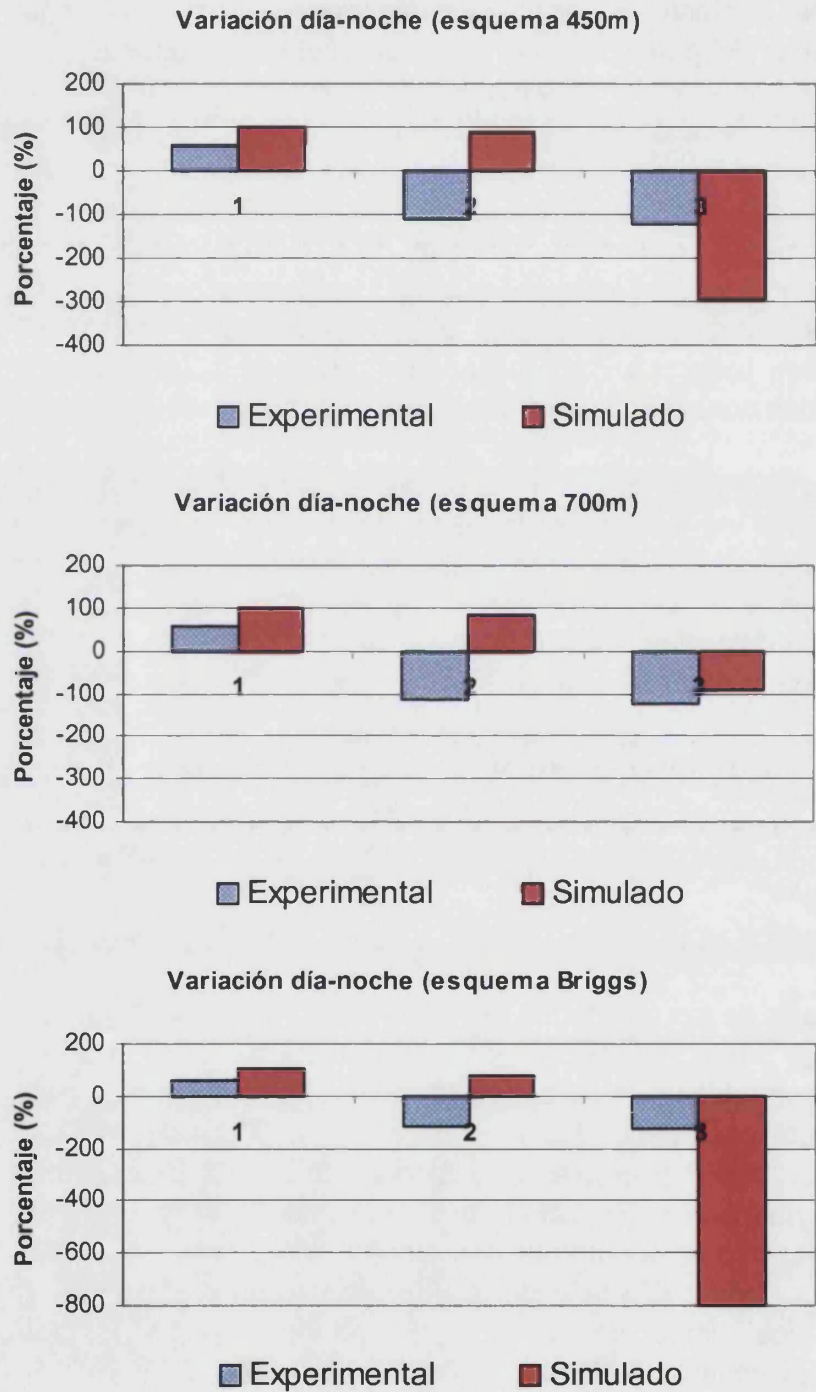 Variación día-noche (esquema 450m)
Porcentaje (%)
200
100
0
-100
-200
-300
-400
1
2
3
Experimental
Simulado
Variación día-noche (esquema 700m)
Porcentaje (%)
200
100
0
-100
-200
-300
-400
1
2
3
Experimental
Simulado
Variación día-noche (esquema Briggs)
Porcentaje (%)
200
0
-200
-400
-600
-800
1
2
3
Experimental
Simulado